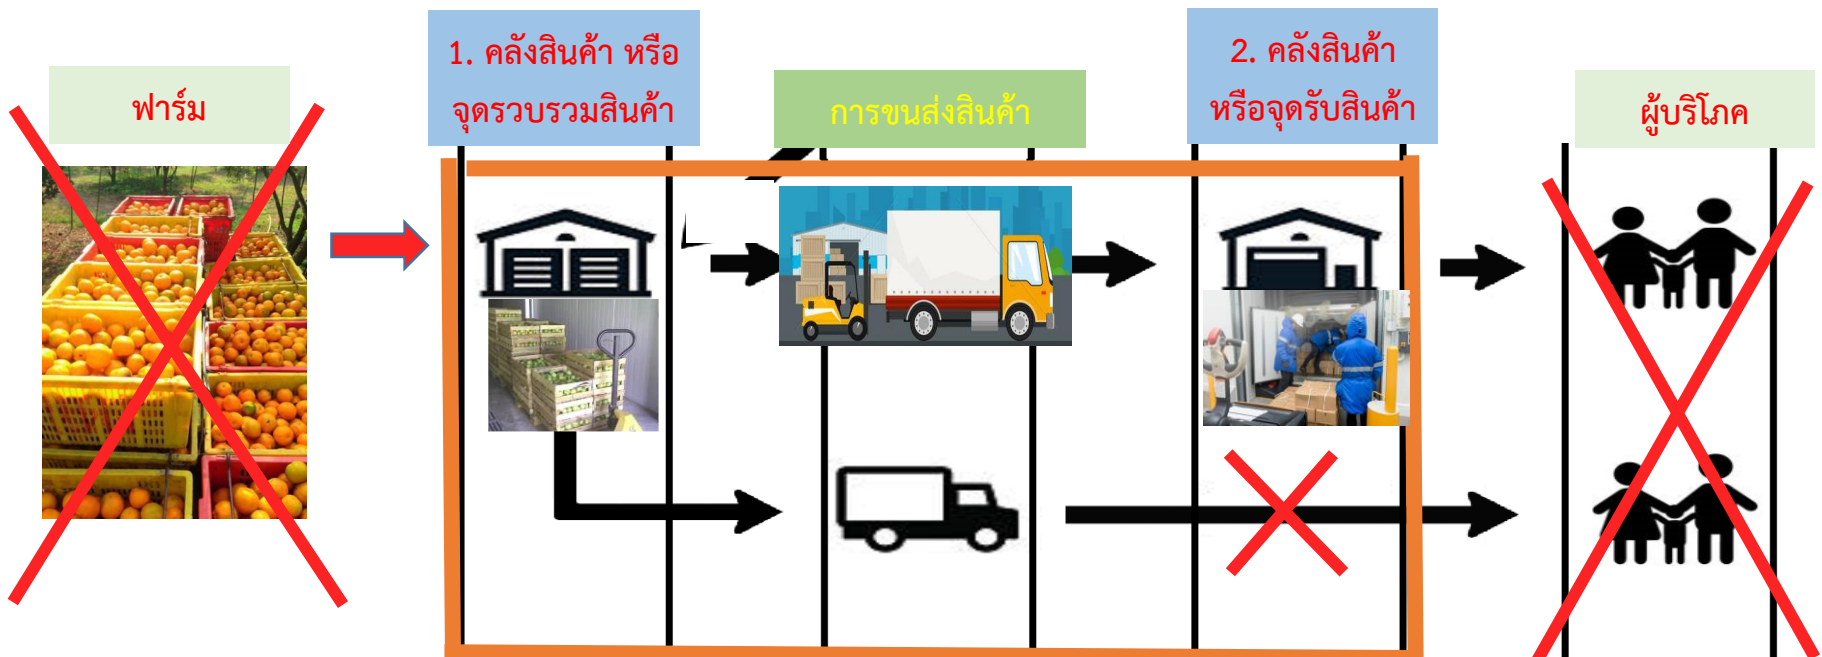 ฟาร์ม
1. คลังสินค้า หรือ
จุดรวบรวมสินค้า
การขนส่งสินค้า
2. คลังสินค้า
หรือจุดรับสินค้า
ผู้บริโภค